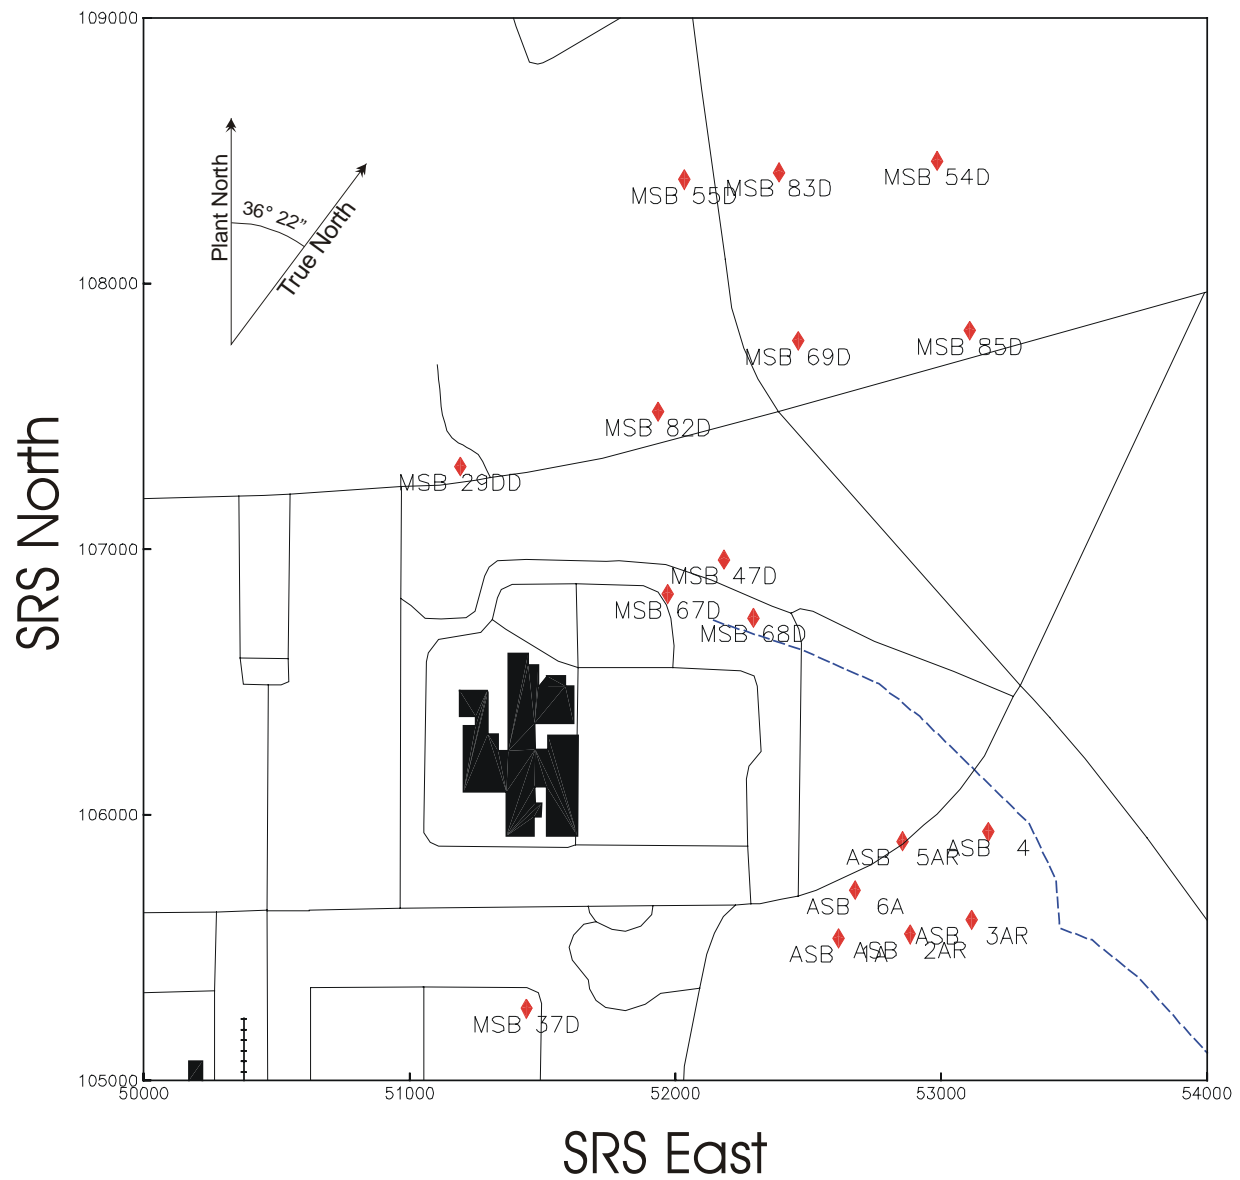 109000
MSB 54D
MSB 83D
MSB 55D
Plant North
36° 22”
True North
108000
MSB 85D
MSB 69D
MSB 82D
MSB 29DD
SRS North
107000
MSB 47D
MSB 67D
MSB 68D
106000
ASB 4
ASB 5AR
ASB 6A
ASB 3AR
ASB 2AR
ASB 1A
MSB 37D
105000
50000 51000 52000 53000 54000
SRS East